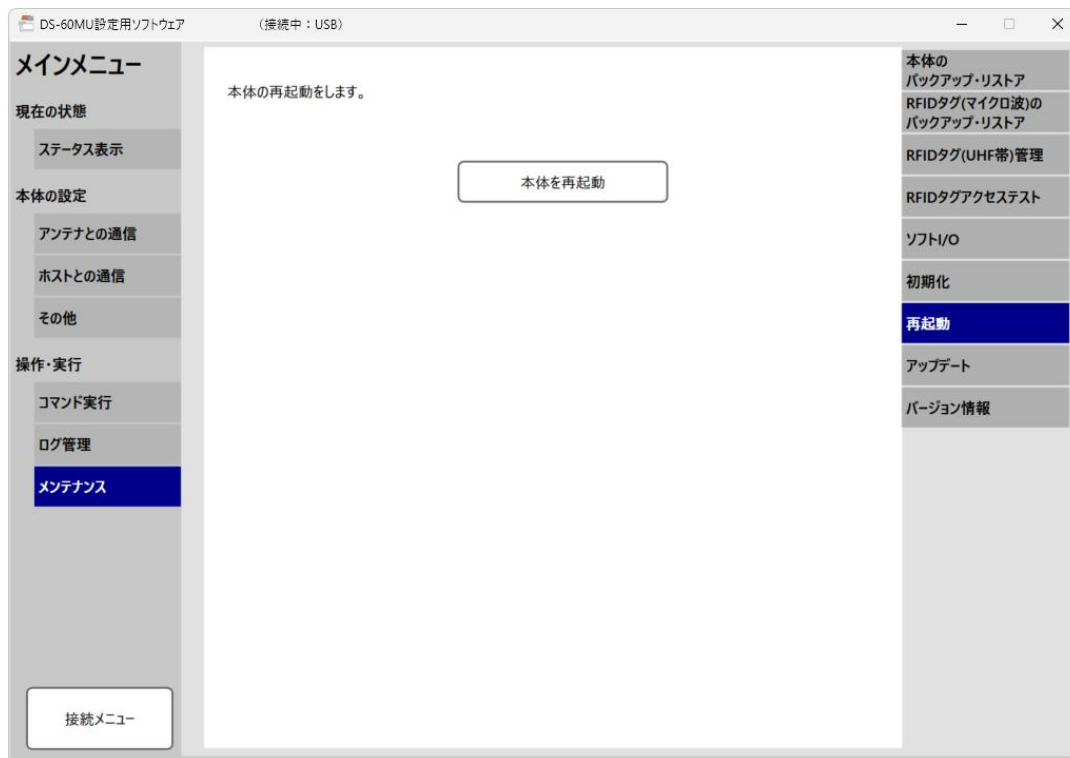 DS-60MU設定用ソフトウェア （接続中：USB）
メインメニュー
現在の状態
ステータス表示
本体の設定
アンテナとの通信
ホストとの通信
その他
操作・実行
コマンド実行
ログ管理
メンテナンス
接続メニュー
本体の再起動をします。
本体を再起動
本体の
バックアップ・リストア
RFIDタグ(マイクロ波)の
バックアップ・リストア
RFIDタグ(UHF帯)管理
RFIDタグアクセステスト
ソフトI/O
初期化
再起動
アップデート
バージョン情報